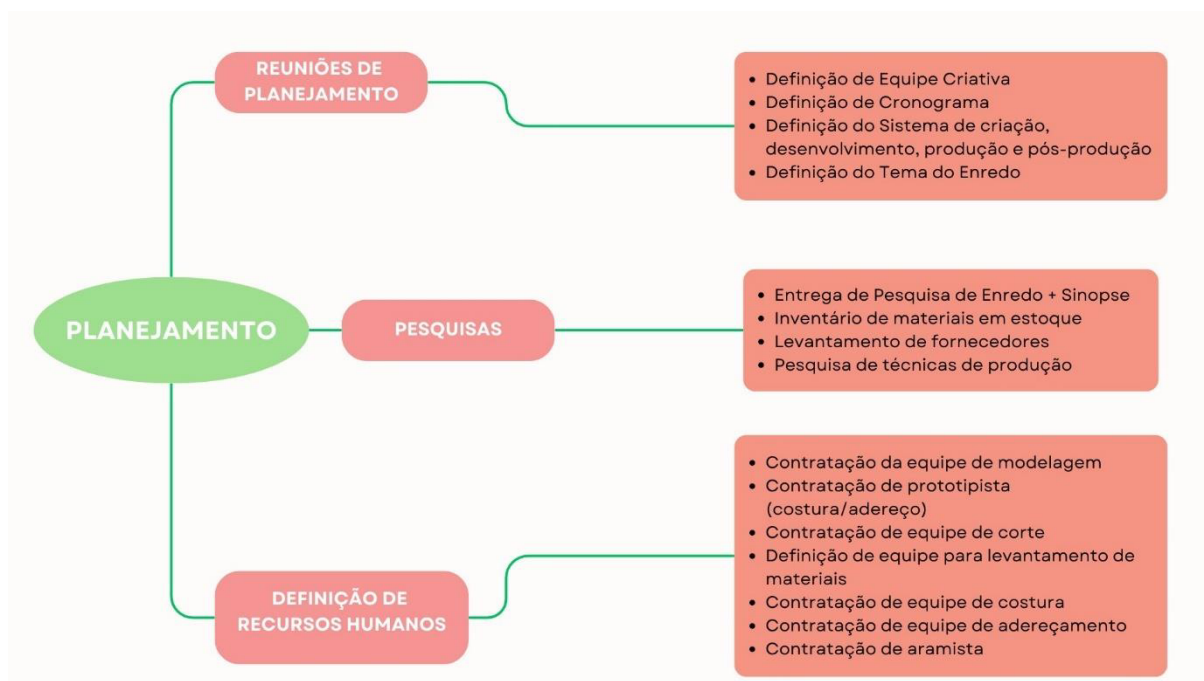 REUNIÕES DE
PLANEJAMENTO
• Definição de Equipe Criativa
• Definição de Cronograma
• Definição do Sistema de criação,
desenvolvimento, produção e pós-produção
• Definição do Tema do Enredo
PLANEJAMENTO
PESQUISAS
• Entrega de Pesquisa de Enredo + Sinopse
• Inventário de materiais em estoque
• Levantamento de fornecedores
• Pesquisa de técnicas de produção
DEFINIÇÃO DE
RECURSOS HUMANOS
• Contratação da equipe de modelagem
• Contratação de prototipista
(costura/adereço)
• Contratação de equipe de corte
• Definição de equipe para levantamento de
materiais
• Contratação de equipe de costura
• Contratação de equipe de adereçamento
• Contratação de aramista